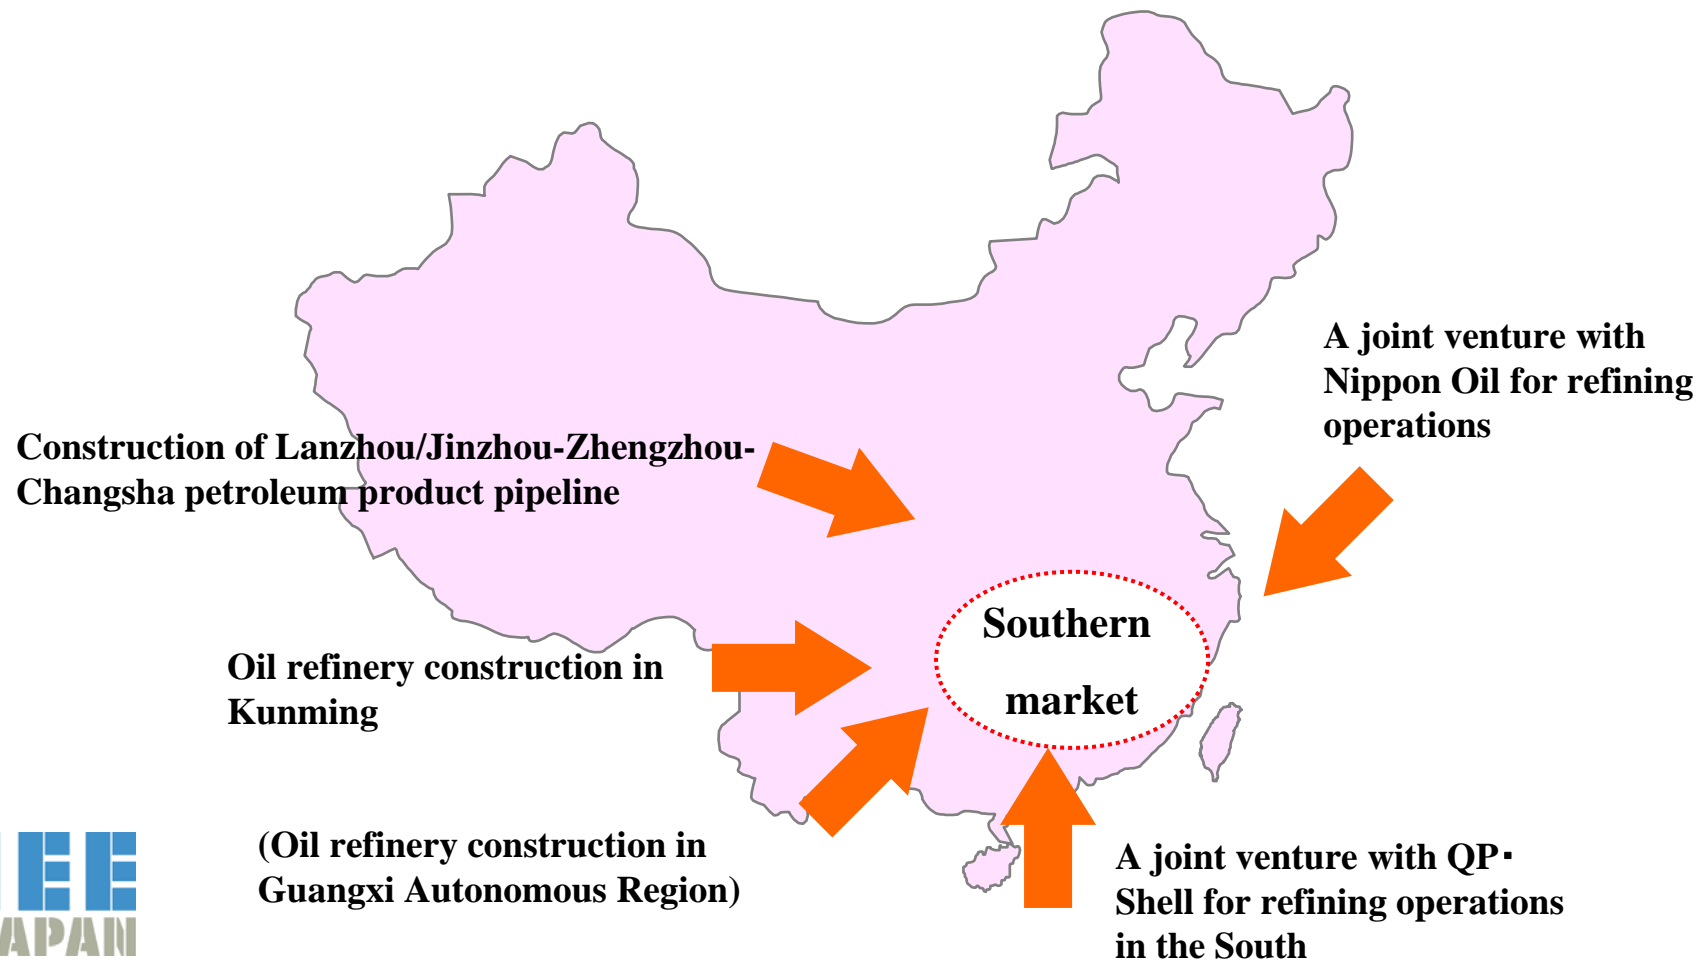 A joint venture with
Nippon Oil for refining
operations
Construction of Lanzhou/Jinzhou-Zhengzhou-
Changsha petroleum product pipeline
Southern
market
Oil refinery construction in
Kunming
(Oil refinery construction in
Guangxi Autonomous Region)
A joint venture with QP･
Shell for refining operations
in the South
EE
APAN